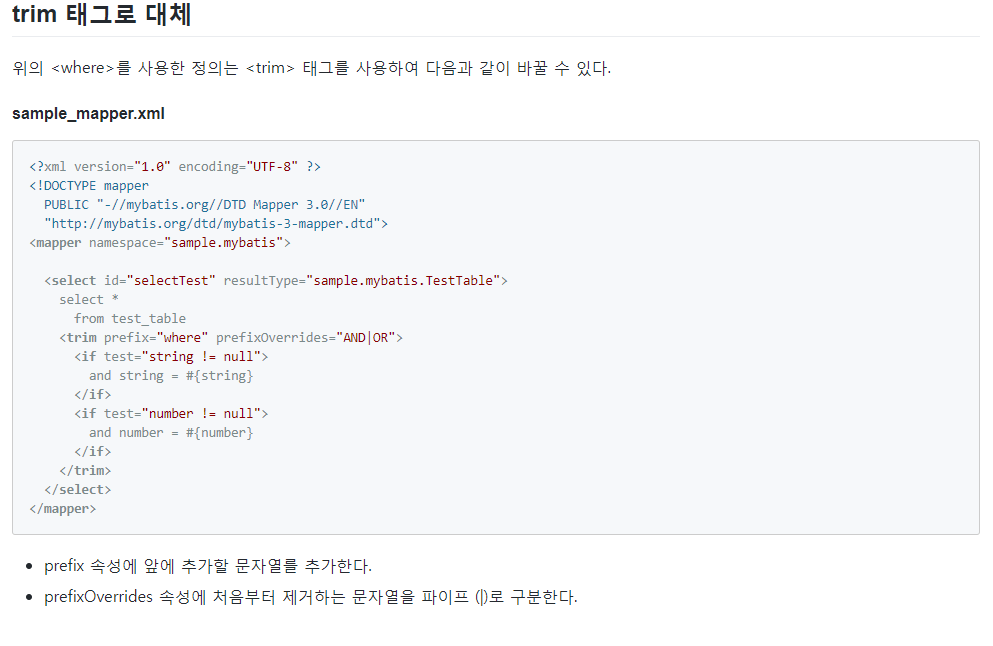 trim 태그로 대체
위의 <where>를 사용한 정의는 <trim> 태그를 사용하여 다음과 같이 바꿀 수 있다.
sample_mapper.xml
<?xml version="1.0" encoding="UTF-8" ?>
<!DOCTYPE mapper
  PUBLIC "-//mybatis.org//DTD Mapper 3.0//EN"
  "http://mybatis.org/dtd/mybatis-3-mapper.dtd">
<mapper namespace="sample.mybatis">
  <select id="selectTest" resultType="sample.mybatis.TestTable">
    select *
      from test_table
    <trim prefix="where" prefixOverrides="AND|OR">
      <if test="string != null">
        and string = #{string}
      </if>
      <if test="number != null">
        and number = #{number}
      </if>
    </trim>
  </select>
</mapper>
• prefix 속성에 앞에 추가할 문자열를 추가한다.
• prefixOverrides 속성에 처음부터 제거하는 문자열을 파이프 (|)로 구분한다.